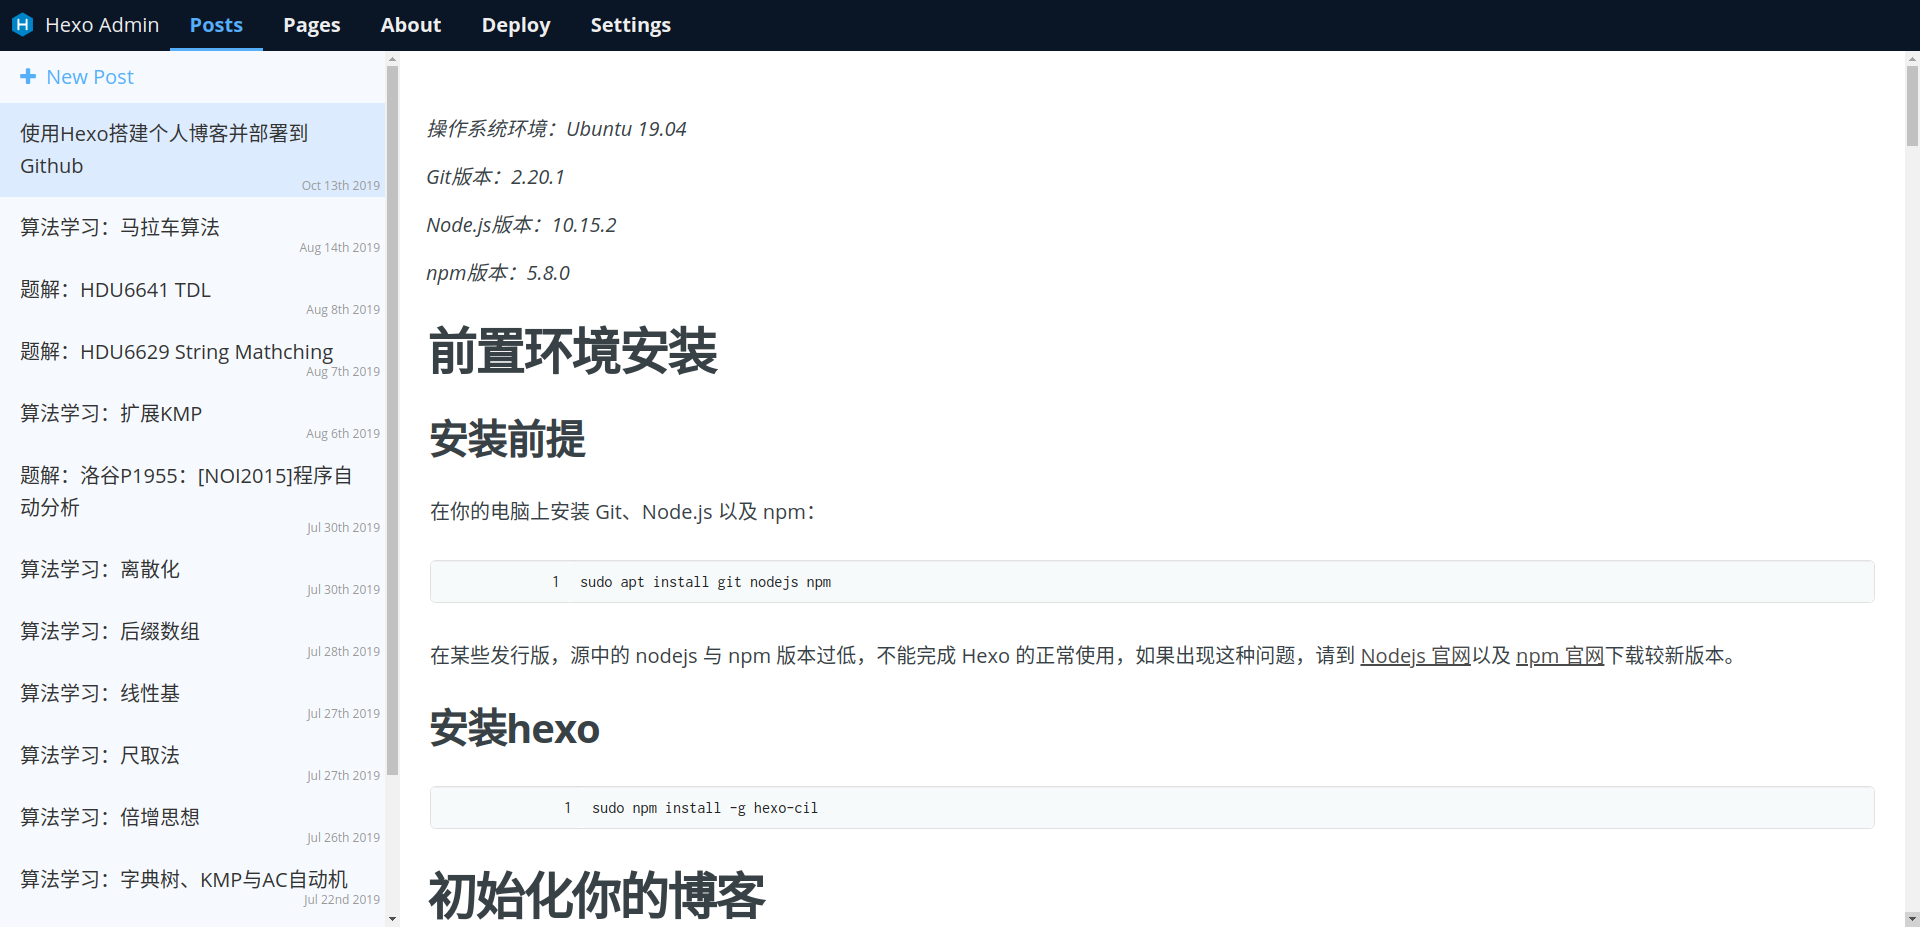 Hexo Admin
Posts
Pages
About
Deploy
Settings
New Post
使用Hexo搭建个人博客并部署到
Github
Oct 13th 2019
算法学习：马拉车算法
Aug 14th 2019
题解：HDU6641 TDL
Aug 8th 2019
题解：HDU6629 String Mathching
Aug 7th 2019
算法学习：扩展KMP
Aug 6th 2019
题解：洛谷P1955：[NOI2015]程序自
动分析
Jul 30th 2019
算法学习：离散化
Jul 30th 2019
算法学习：后缀数组
Jul 28th 2019
算法学习：线性基
Jul 27th 2019
算法学习：尺取法
Jul 27th 2019
算法学习：倍增思想
Jul 26th 2019
算法学习：字典树、KMP与AC自动机
Jul 22nd 2019
操作系统环境：Ubuntu 19.04
Git版本：2.20.1
Node.js版本：10.15.2
npm版本：5.8.0
前置环境安装
安装前提
在你的电脑上安装 Git、Node.js 以及 npm：
1 sudo apt install git nodejs npm
在某些发行版，源中的 nodejs 与 npm 版本过低，不能完成 Hexo 的正常使用，如果出现这种问题，请到 Nodejs 官网以及 npm 官网下载较新版本。
安装hexo
1 sudo npm install -g hexo-cil
初始化你的博客